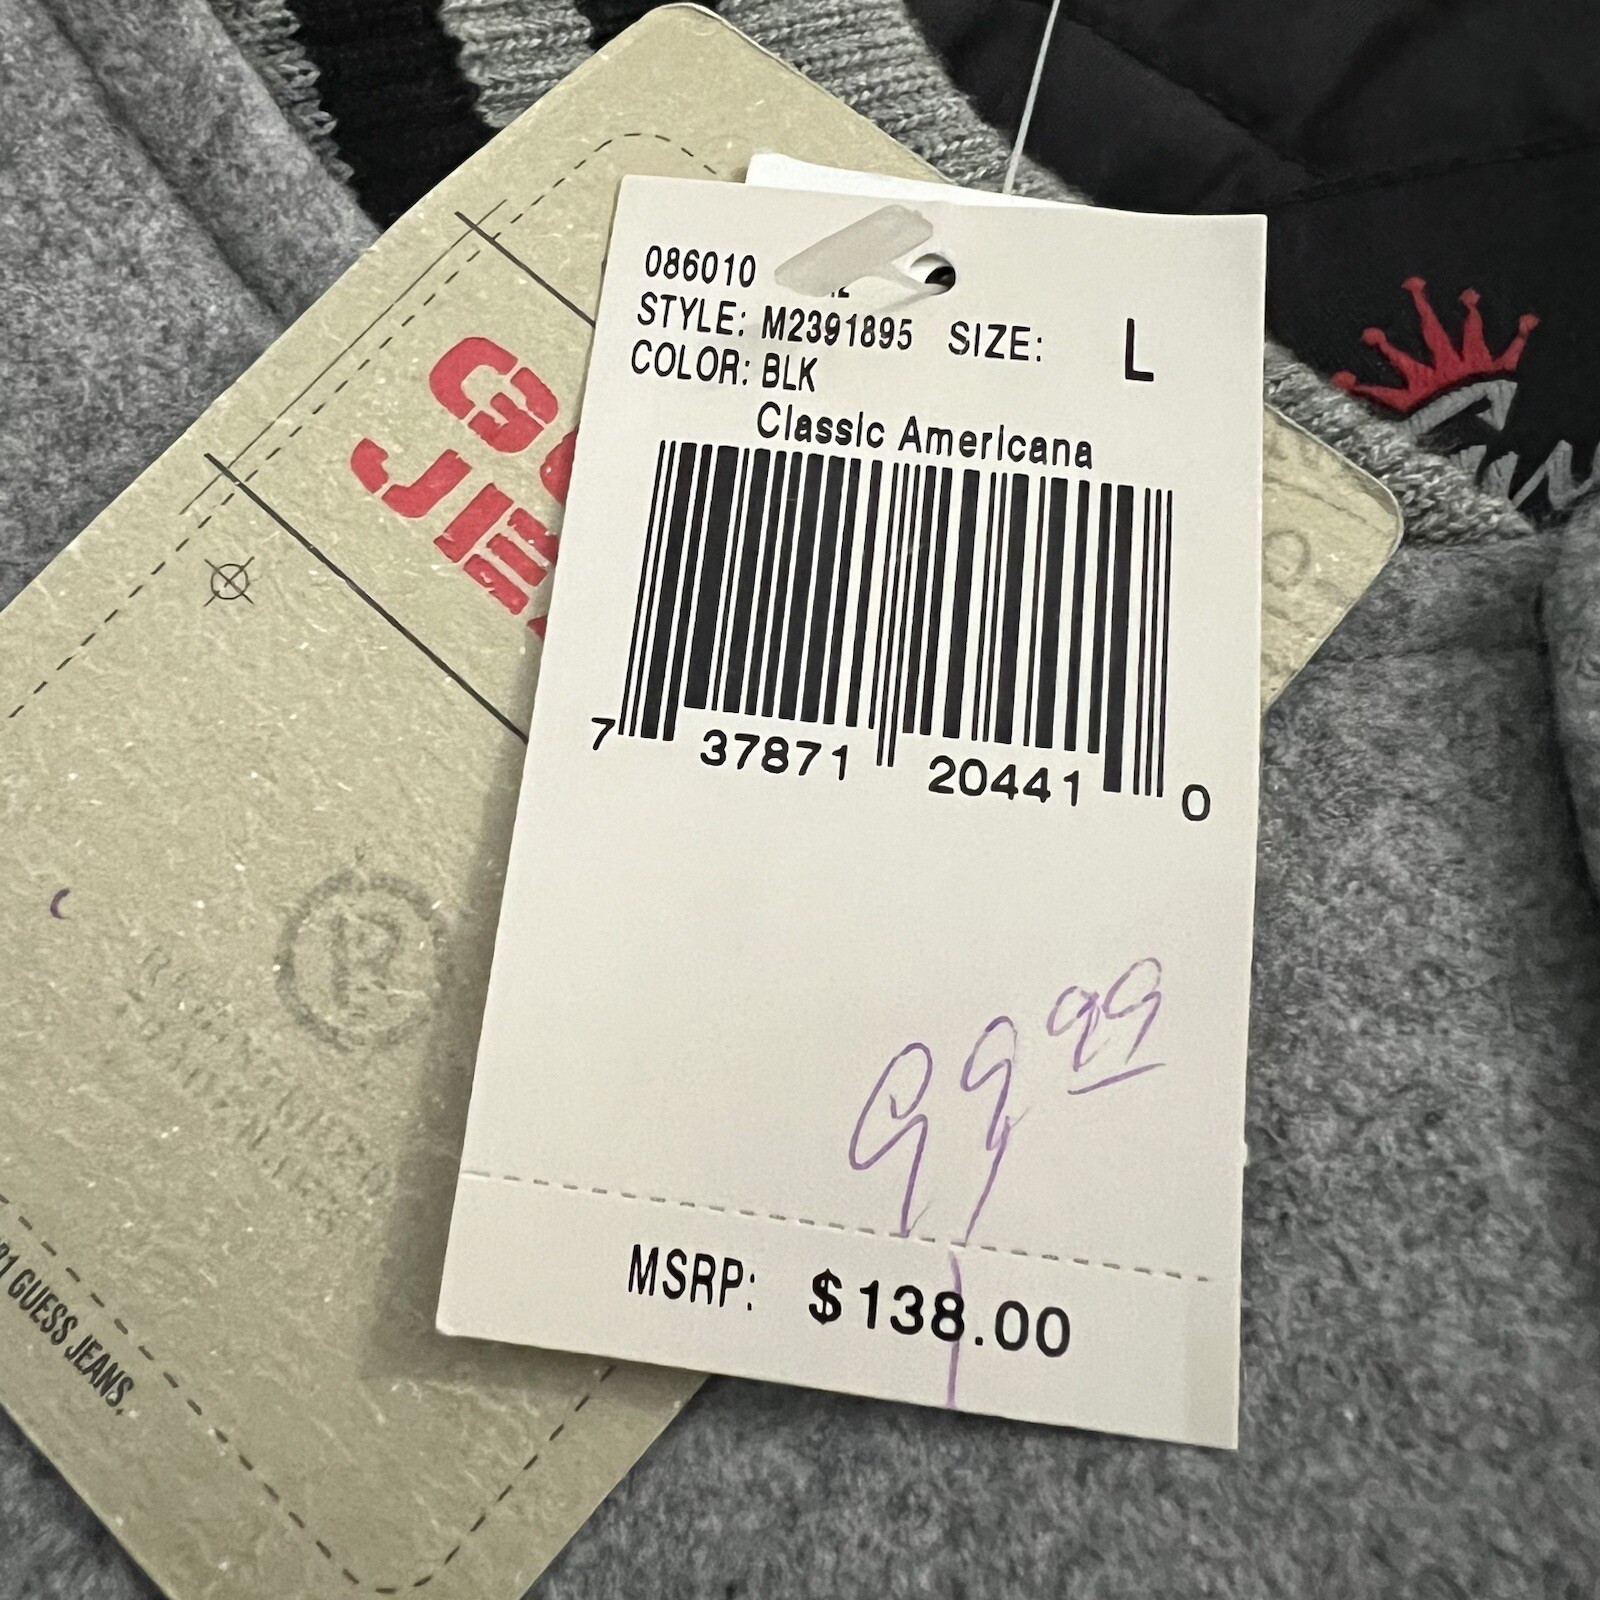 086010
STYLE: M2391895 SIZE: L
COLOR: BLK
Classic Americana
7 37871 20441 0
99 99
MSRP: $138.00
GUESS JEANS.